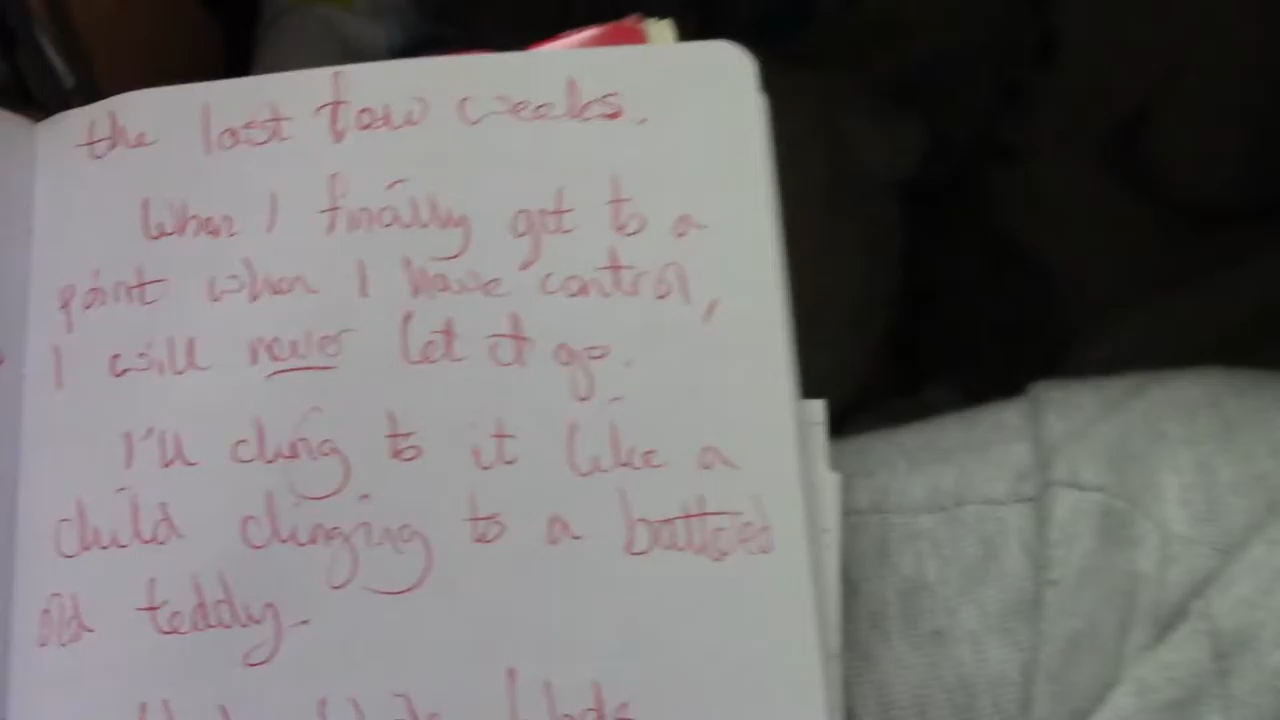 the last few weeks.
When I finally get to a
point when I have control,
I will never let it go.
I'll cling to it like a
child clinging to a battered
old teddy.